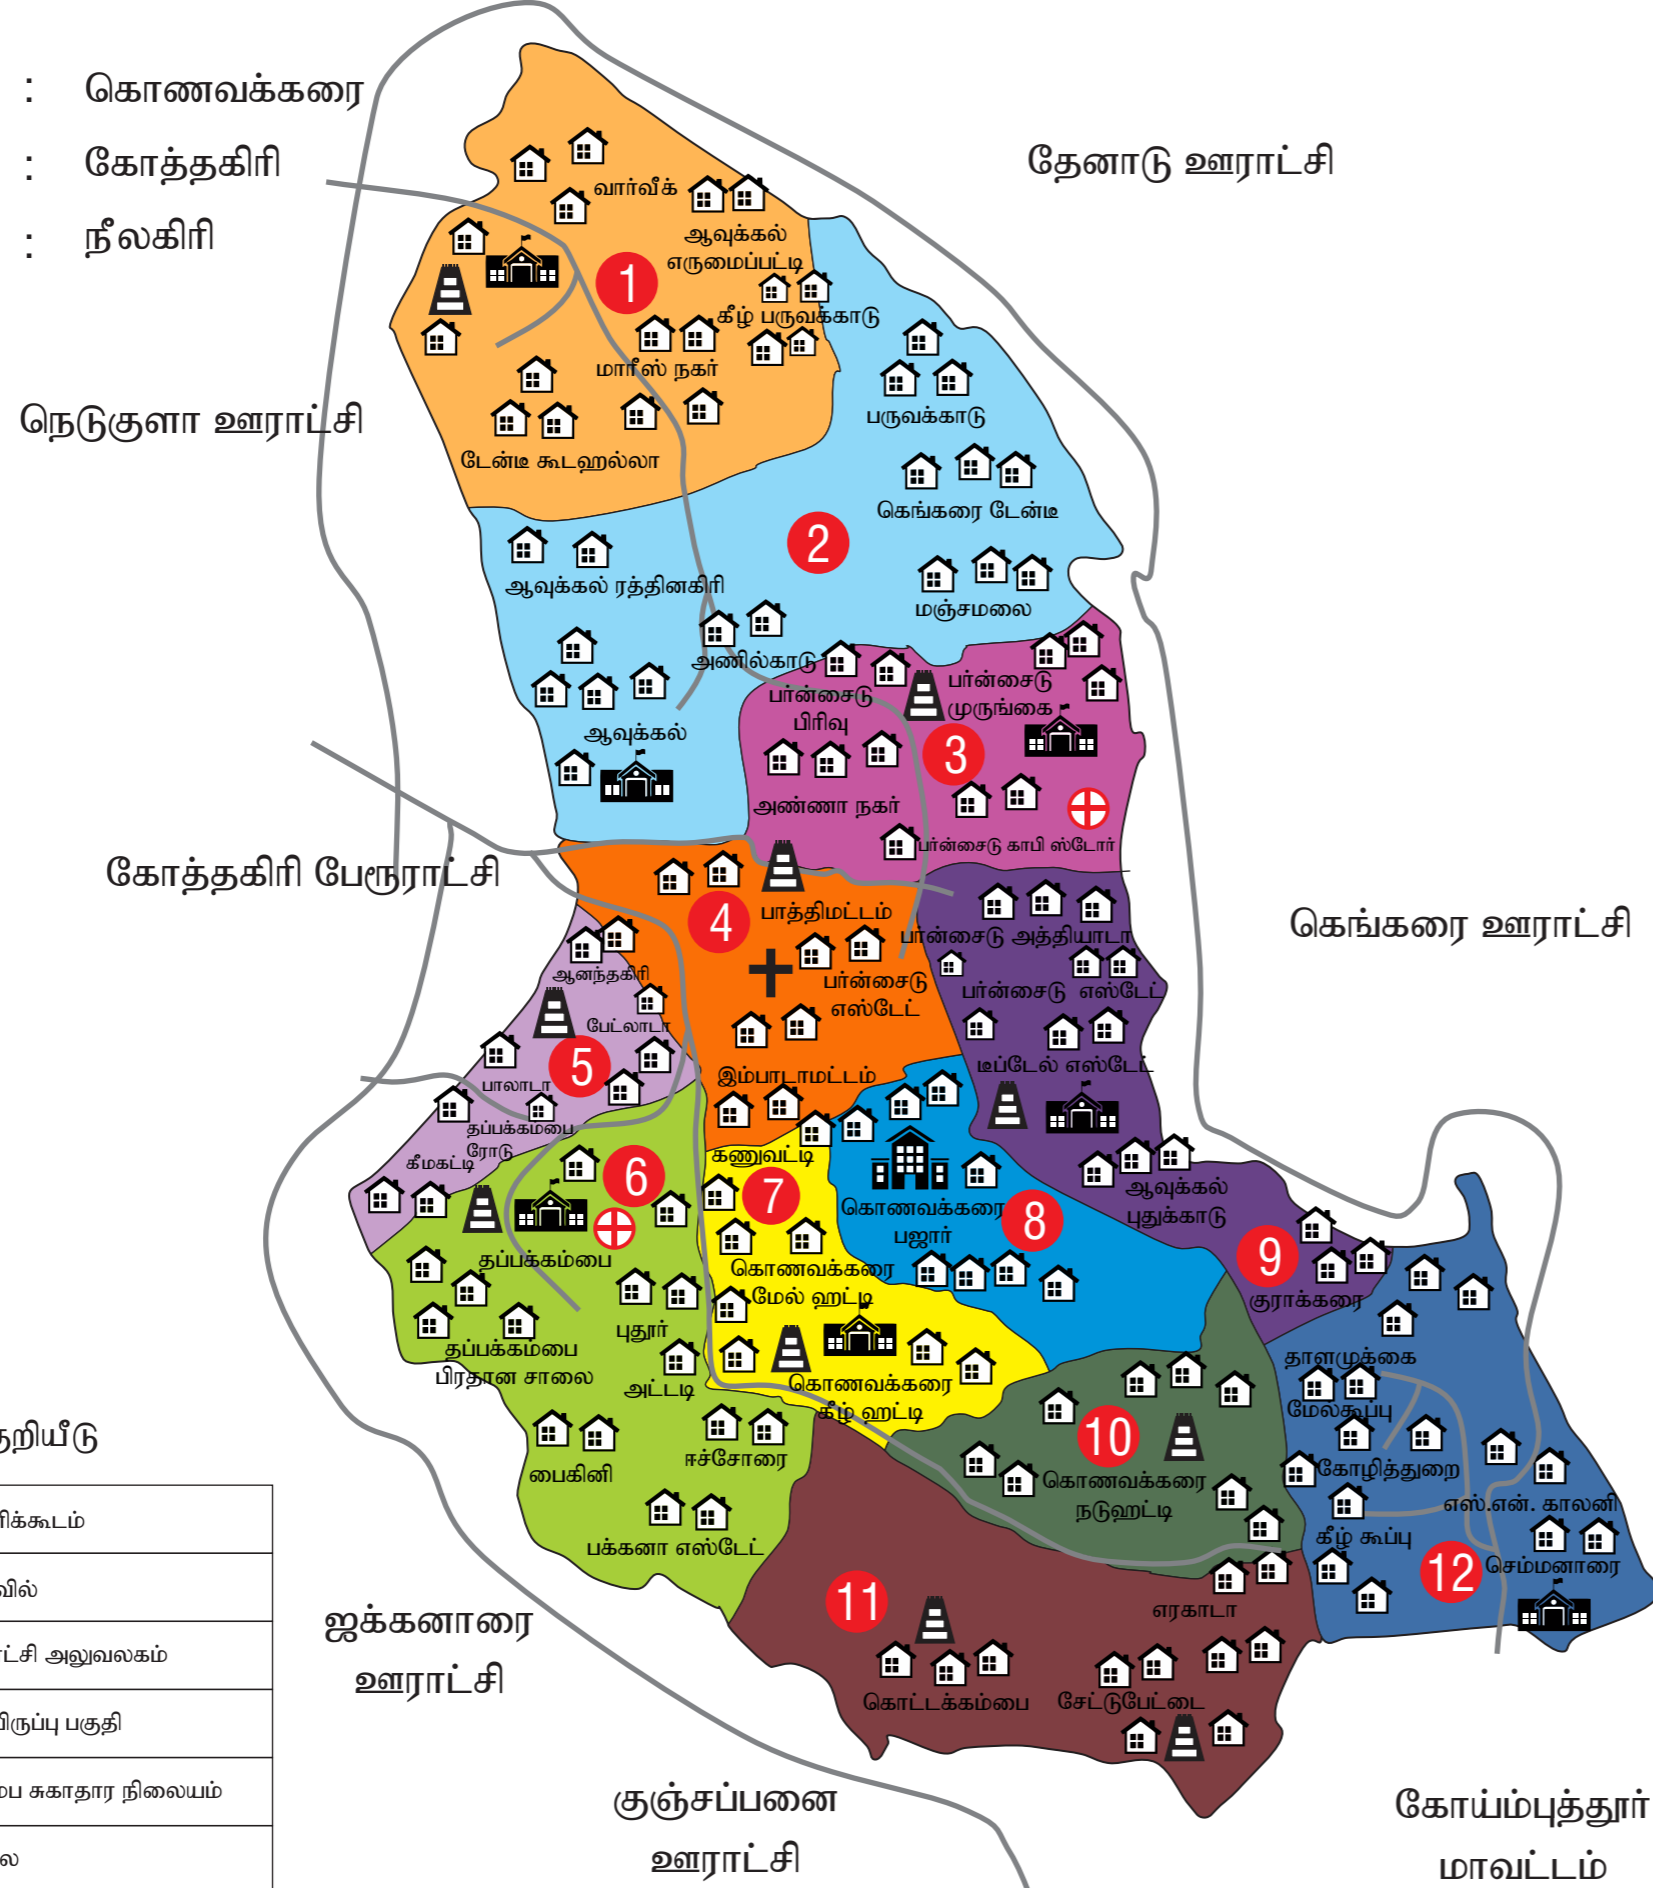 : கொணவக்கரை
: கோத்தகிரி
: நீலகிரி
தேனாடு ஊராட்சி
நெடுகுளா ஊராட்சி
கோத்தகிரி பேரூராட்சி
கெங்கரை ஊராட்சி
வார்வீக்
ஆவுக்கல்
எருமைப்பட்டி
1
கீழ் பருவக்காடு
மாரீஸ் நகர்
டேன்டீ கூடஹல்லா
பருவக்காடு
கெங்கரை டேன்டீ
2
மஞ்சமலை
ஆவுக்கல் ரத்தினகிரி
அணில்காடு
ஆவுக்கல்
பர்ன்சைடு
பிரிவு
பர்ன்சைடு
முருங்கை
3
அண்ணா நகர்
பர்ன்சைடு காபி ஸ்டோர்
4
பாத்திமட்டம்
பர்ன்சைடு
எஸ்டேட்
இம்பாடாமட்டம்
பர்ன்சைடு அத்தியாடா
பர்ன்சைடு எஸ்டேட்
டீப்டேல் எஸ்டேட்
ஆவுக்கல்
புதுக்காடு
9
குராக்கரை
ஆனந்தகிரி
பேட்லாடா
5
பாலாடா
தப்பக்கம்பை
ரோடு
கீமகட்டி
6
தப்பக்கம்பை
தப்பக்கம்பை
பிரதான சாலை
புதூர்
அட்டடி
பைகினி
ஈச்சோரை
பக்கனா எஸ்டேட்
கணுவட்டி
7
கொணவக்கரை
மேல் ஹட்டி
கொணவக்கரை
கீழ் ஹட்டி
கொணவக்கரை
பஜார்
8
10
கொணவக்கரை
நடுஹட்டி
11
எரகாடா
கொட்டக்கம்பை
சேட்டுபேட்டை
தாளமுக்கை
மேல்கூப்பு
கோழித்துறை
எஸ்.என். காலனி
கீழ் கூப்பு
12
செம்மனாரை
ஜக்கனாரை
ஊராட்சி
குஞ்சப்பனை
ஊராட்சி
கோய்ம்புத்தூர்
மாவட்டம்
குறியீடு
ரிக்கூடம்
வில்
ாட்சி அலுவலகம்
பிருப்பு பகுதி
ம்ப சுகாதார நிலையம்
லை